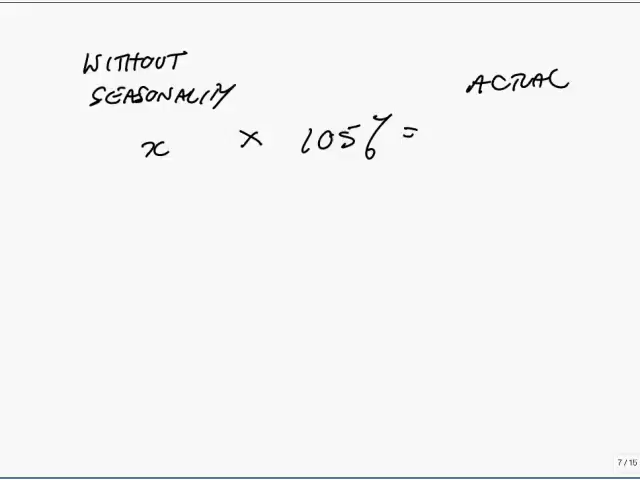 WITHOUT
SEASONALITY
ACTUAL
x × 105% =
7 / 15